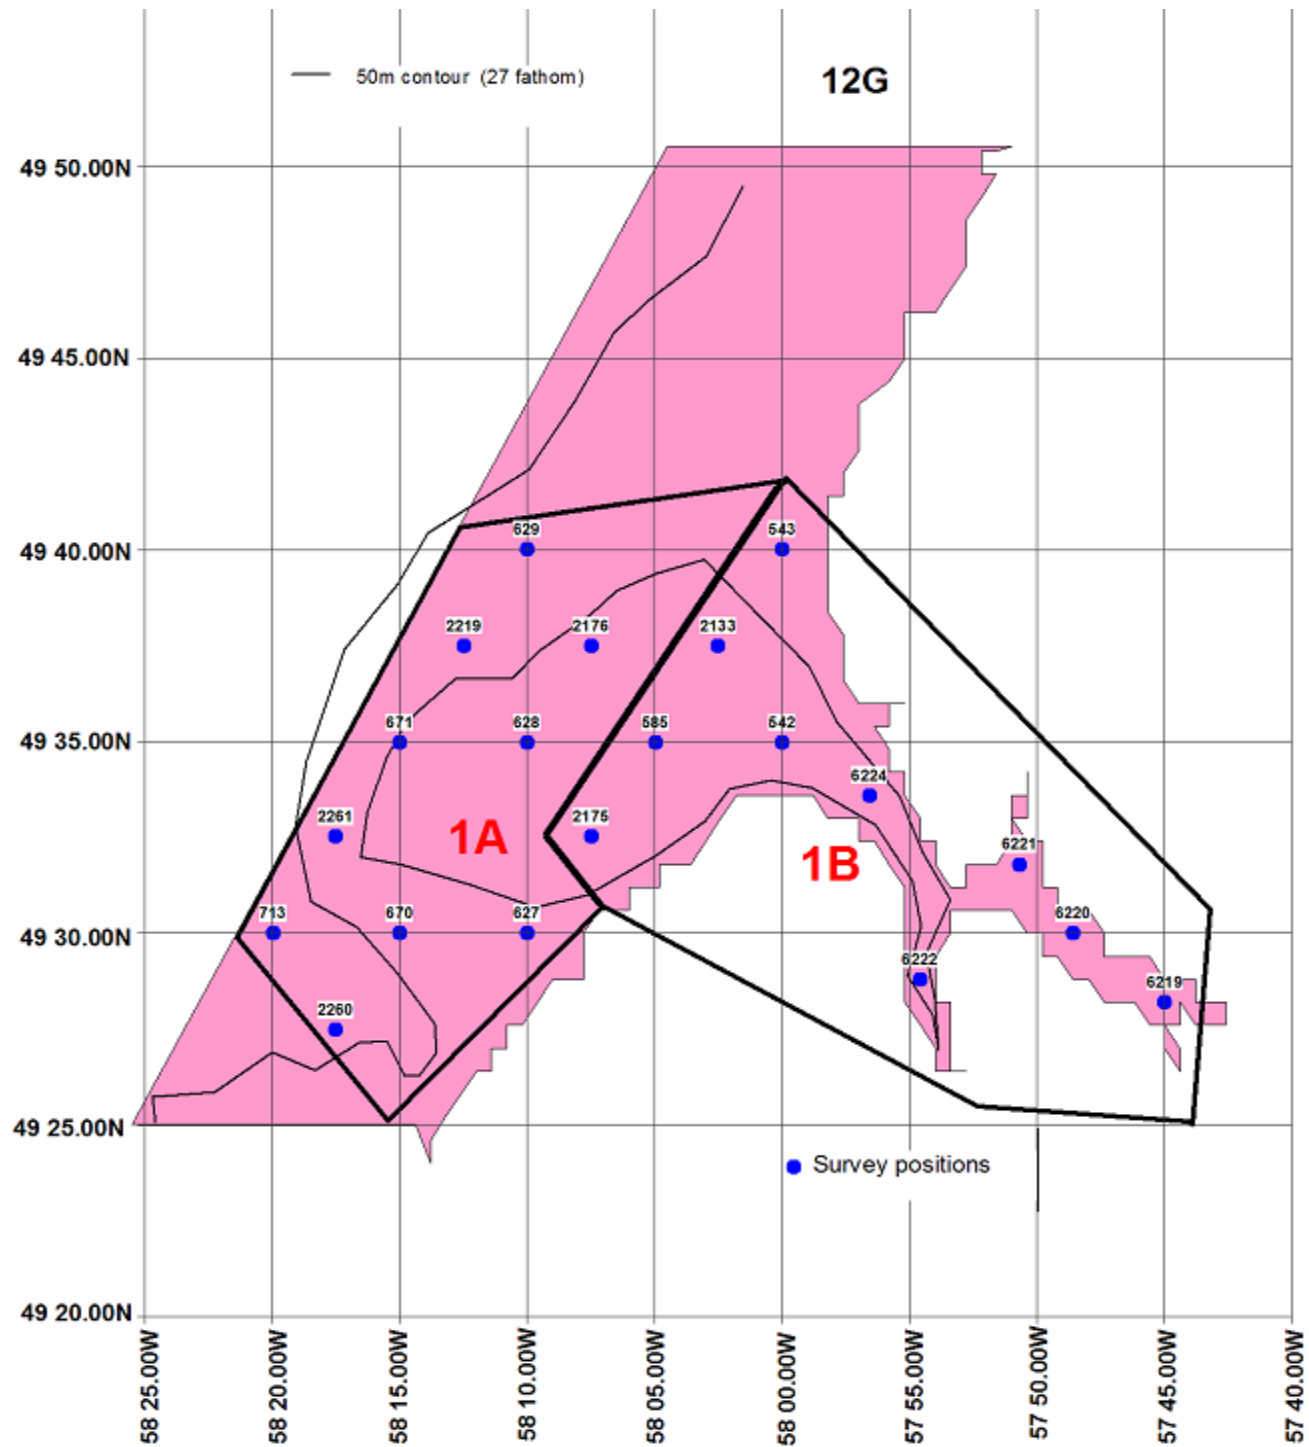 50m contour (27 fathom)
12G
49 50.00N
49 45.00N
629
543
49 40.00N
2219
2176
2133
671
628
585
542
49 35.00N
6224
2261
2175
1A
1B
6221
713
670
627
6220
49 30.00N
6222
6219
2260
49 25.00N
Survey positions
49 20.00N
58 25.00W
58 20.00W
58 15.00W
58 10.00W
58 05.00W
58 00.00W
57 55.00W
57 50.00W
57 45.00W
57 40.00W